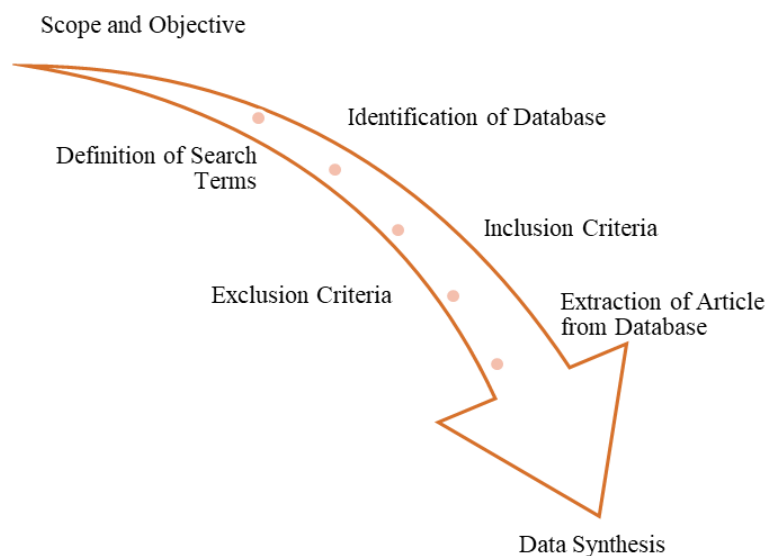 Scope and Objective
Identification of Database
Definition of Search
Terms
Inclusion Criteria
Exclusion Criteria
Extraction of Article
from Database
Data Synthesis